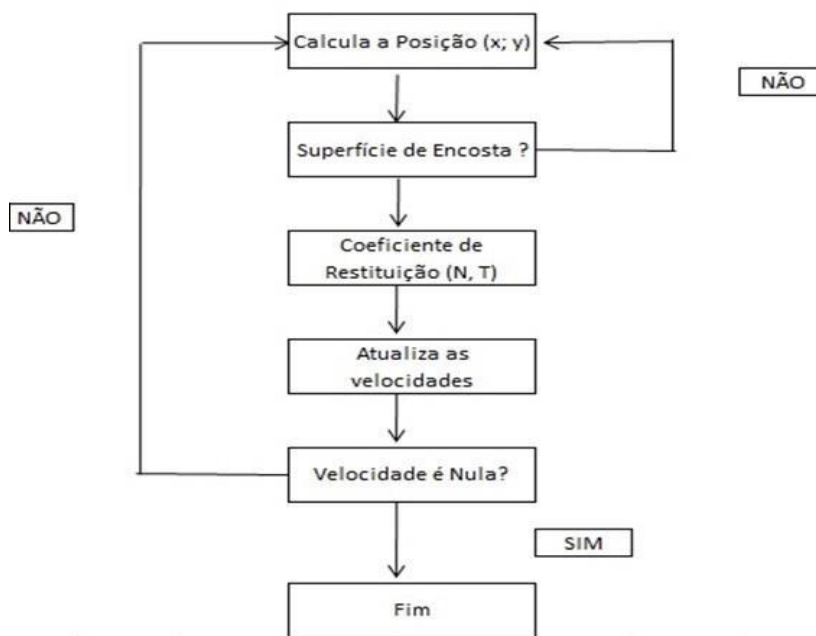 Calcula a Posição (x; y)
NÃO
Superfície de Encosta ?
NÃO
Coeficiente de
Restituição (N, T)
Atualiza as
velocidades
Velocidade é Nula?
SIM
Fim